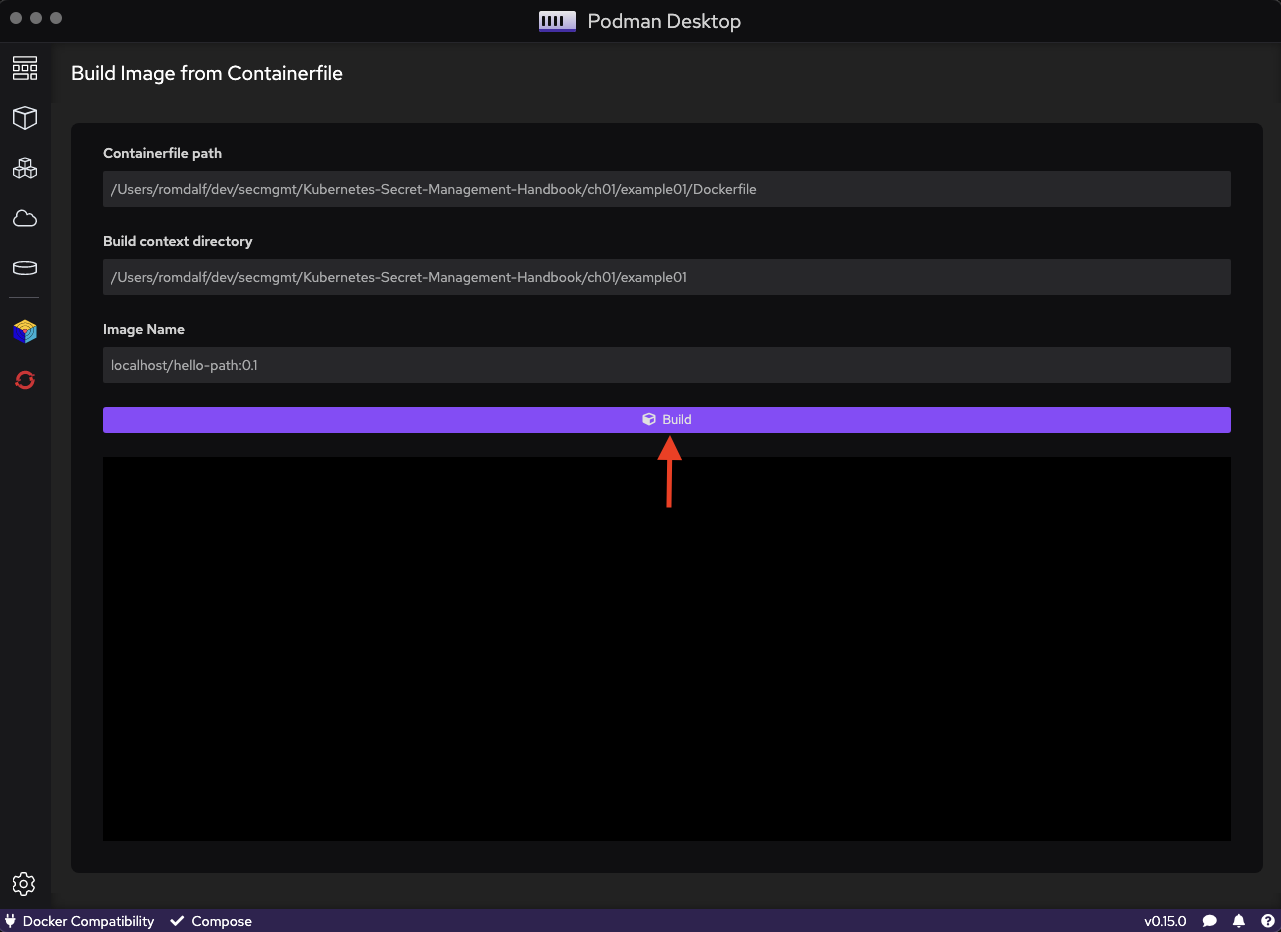 Podman Desktop
Build Image from Containerfile
Containerfile path
/Users/romdalf/dev/secmgmt/Kubernetes-Secret-Management-Handbook/ch01/example01/Dockerfile
Build context directory
/Users/romdalf/dev/secmgmt/Kubernetes-Secret-Management-Handbook/ch01/example01
Image Name
localhost/hello-path:0.1
Build
Docker Compatibility Compose v0.15.0